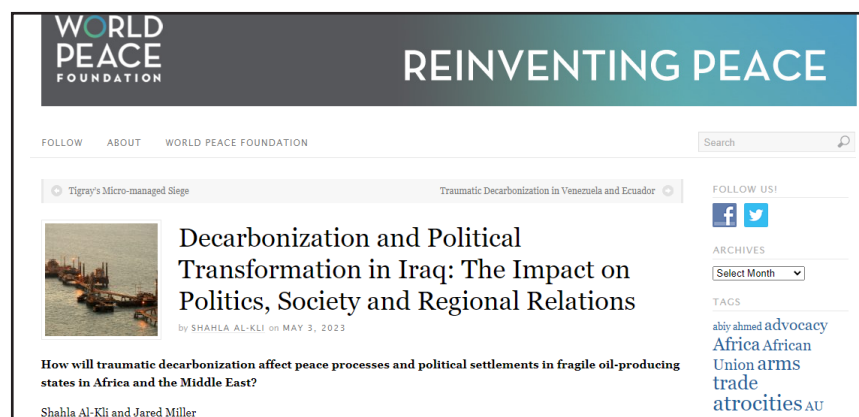 WORLD
PEACE
FOUNDATION
REINVENTING PEACE
FOLLOW ABOUT WORLD PEACE FOUNDATION
Search
Tigray's Micro-managed Siege
Traumatic Decarbonization in Venezuela and Ecuador
Decarbonization and Political
Transformation in Iraq: The Impact on
Politics, Society and Regional Relations
by SHAHLA AL-KLI on MAY 3, 2023
How will traumatic decarbonization affect peace processes and political settlements in fragile oil-producing
states in Africa and the Middle East?
Shahla Al-Kli and Jared Miller
FOLLOW US!
ARCHIVES
Select Month
TAGS
abiy ahmed advocacy
Africa African
Union arms
trade
atrocities AU